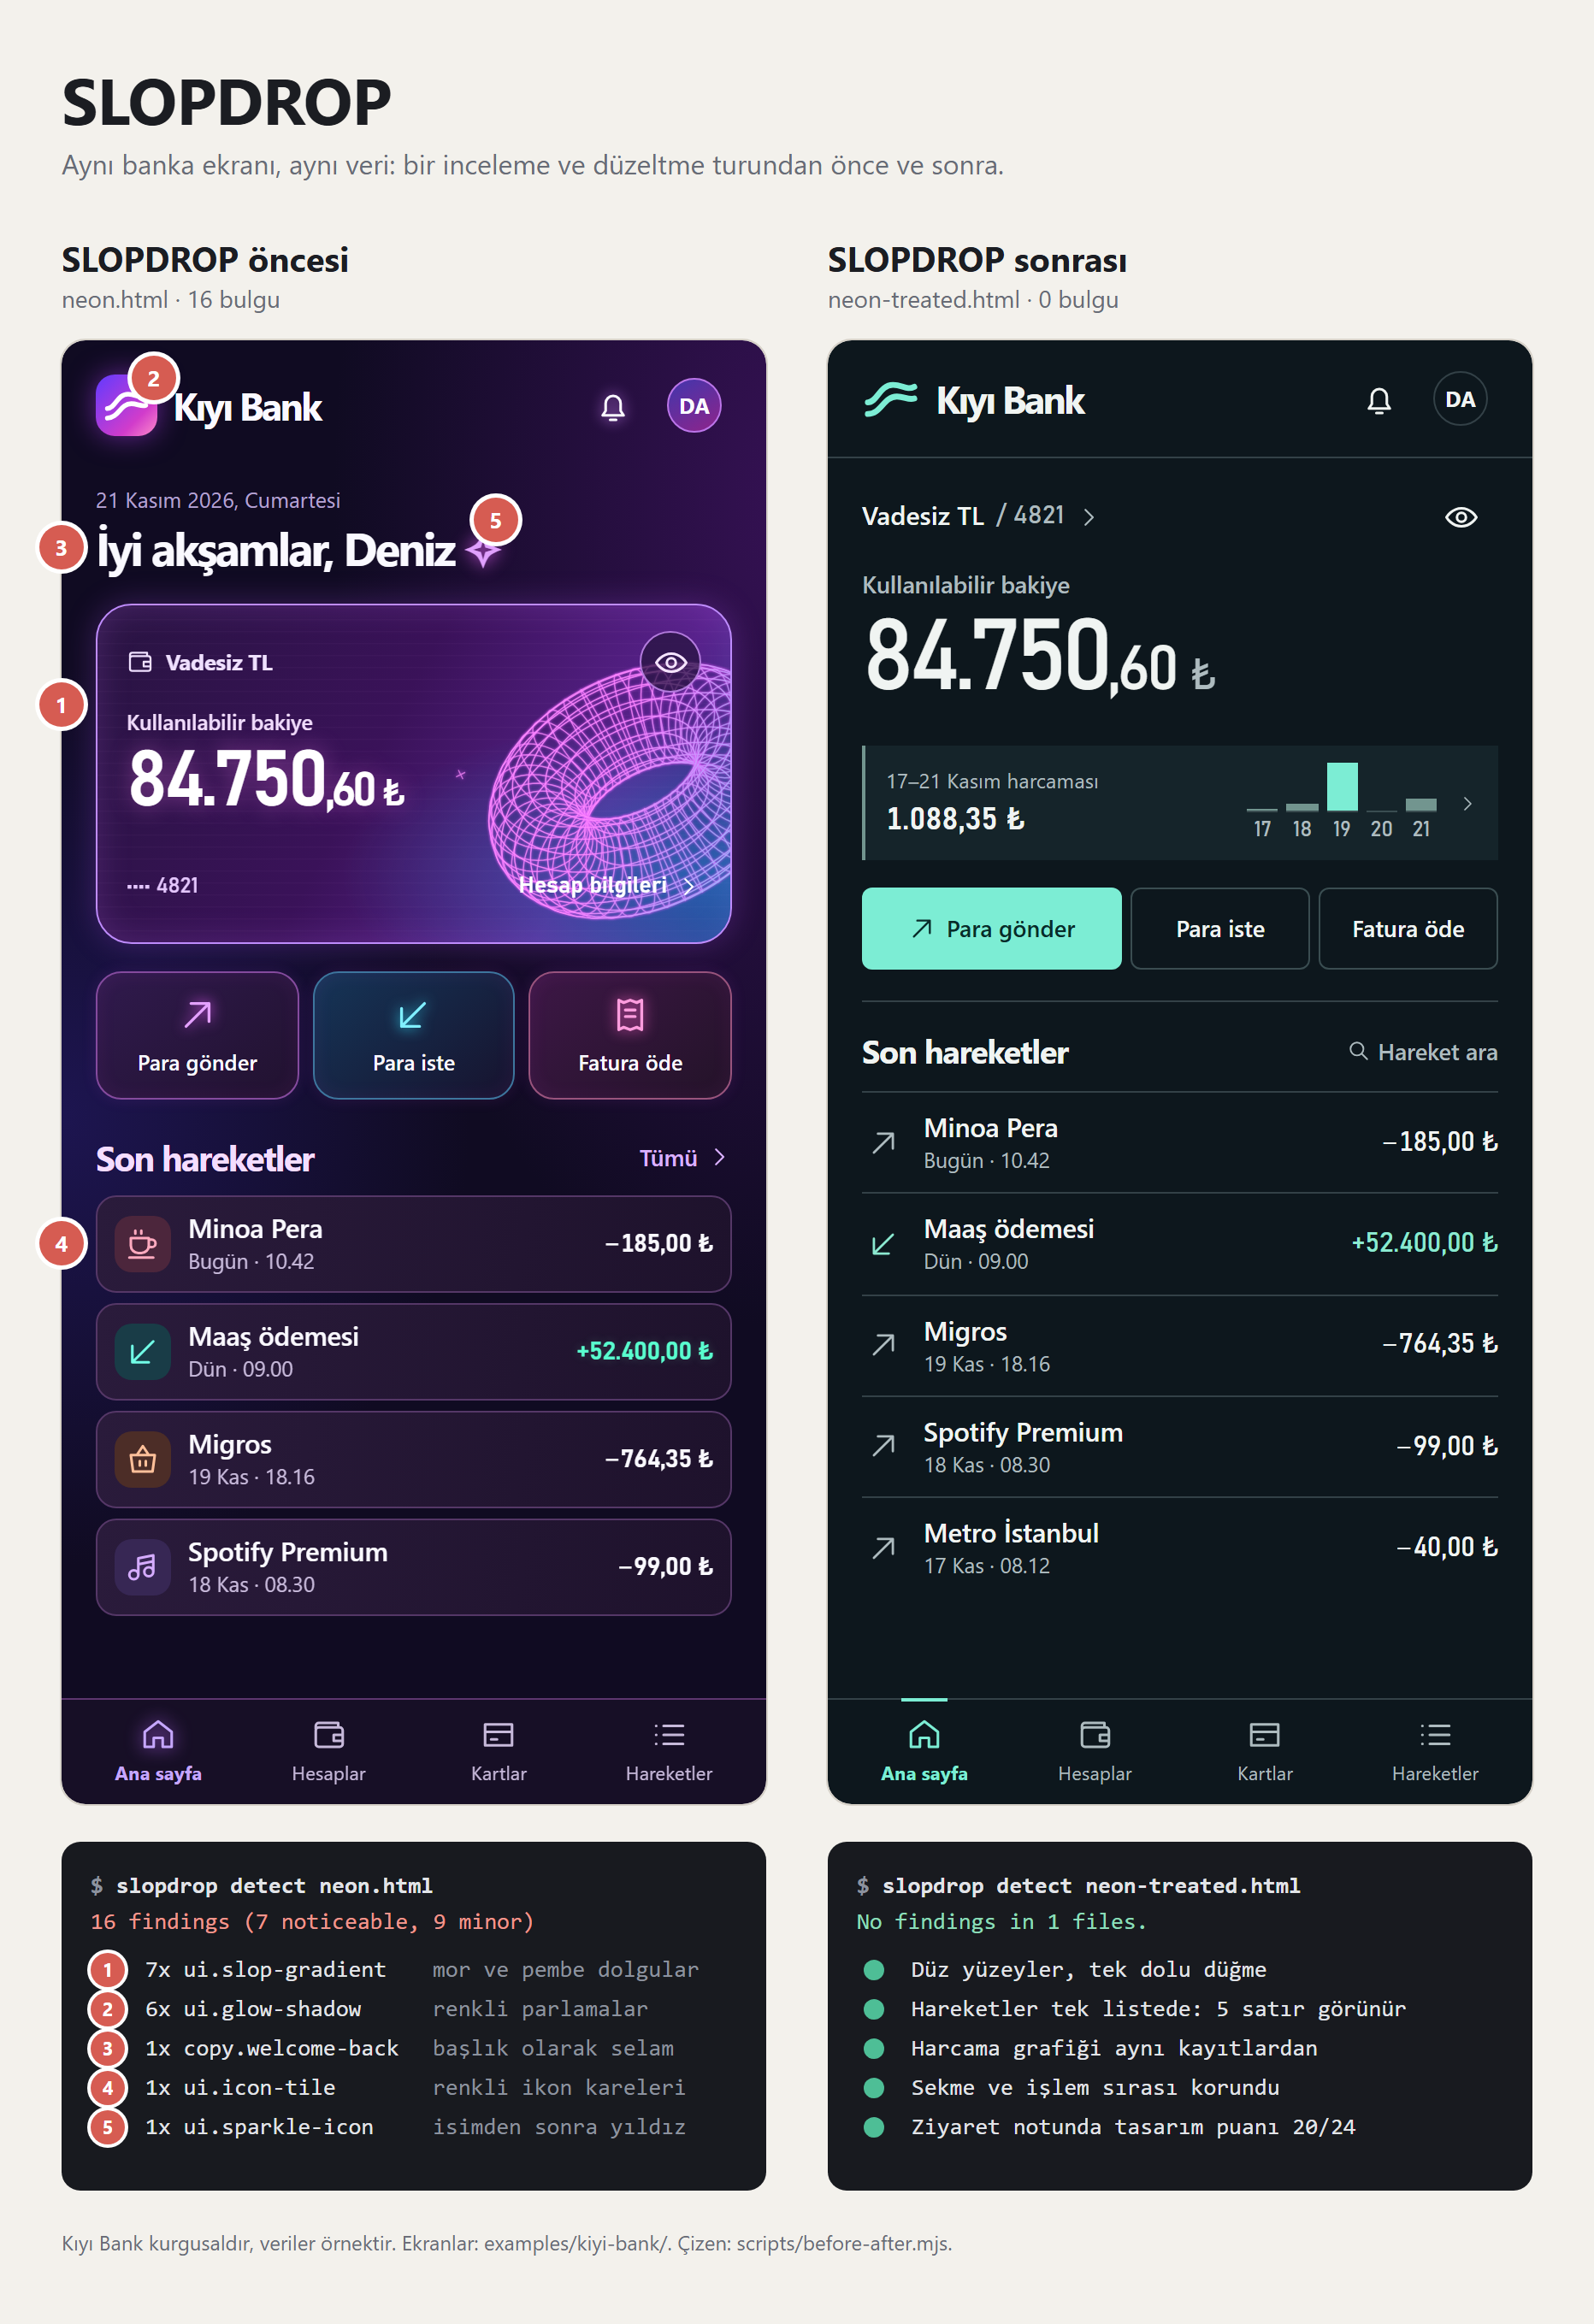 SLOPDROP
Aynı banka ekranı, aynı veri: bir inceleme ve düzeltme turundan önce ve sonra.
SLOPDROP öncesi
neon.html · 16 bulgu
2
Kıyı Bank
DA
21 Kasım 2026, Cumartesi
5
3
İyi akşamlar, Deniz
Vadesiz TL
1
Kullanılabilir bakiye
84.750,60 ₺
•••• 4821
Hesap bilgileri
Para gönder
Para iste
Fatura öde
Son hareketler
Tümü
4
Minoa Pera
Bugün · 10.42
−185,00 ₺
Maaş ödemesi
Dün · 09.00
+52.400,00 ₺
Migros
19 Kas · 18.16
−764,35 ₺
Spotify Premium
18 Kas · 08.30
−99,00 ₺
Ana sayfa
Hesaplar
Kartlar
Hareketler
$ slopdrop detect neon.html
16 findings (7 noticeable, 9 minor)
1 7x ui.slop-gradient mor ve pembe dolgular
2 6x ui.glow-shadow renkli parlamalar
3 1x copy.welcome-back başlık olarak selam
4 1x ui.icon-tile renkli ikon kareleri
5 1x ui.sparkle-icon isimden sonra yıldız
SLOPDROP sonrası
neon-treated.html · 0 bulgu
Kıyı Bank
DA
Vadesiz TL / 4821
Kullanılabilir bakiye
84.750,60 ₺
17–21 Kasım harcaması
1.088,35 ₺
17 18 19 20 21
Para gönder
Para iste
Fatura öde
Son hareketler
Hareket ara
Minoa Pera
Bugün · 10.42
−185,00 ₺
Maaş ödemesi
Dün · 09.00
+52.400,00 ₺
Migros
19 Kas · 18.16
−764,35 ₺
Spotify Premium
18 Kas · 08.30
−99,00 ₺
Metro İstanbul
17 Kas · 08.12
−40,00 ₺
Ana sayfa
Hesaplar
Kartlar
Hareketler
$ slopdrop detect neon-treated.html
No findings in 1 files.
Düz yüzeyler, tek dolu düğme
Hareketler tek listede: 5 satır görünür
Harcama grafiği aynı kayıtlardan
Sekme ve işlem sırası korundu
Ziyaret notunda tasarım puanı 20/24
Kıyı Bank kurgusaldır, veriler örnektir. Ekranlar: examples/kiyi-bank/. Çizen: scripts/before-after.mjs.